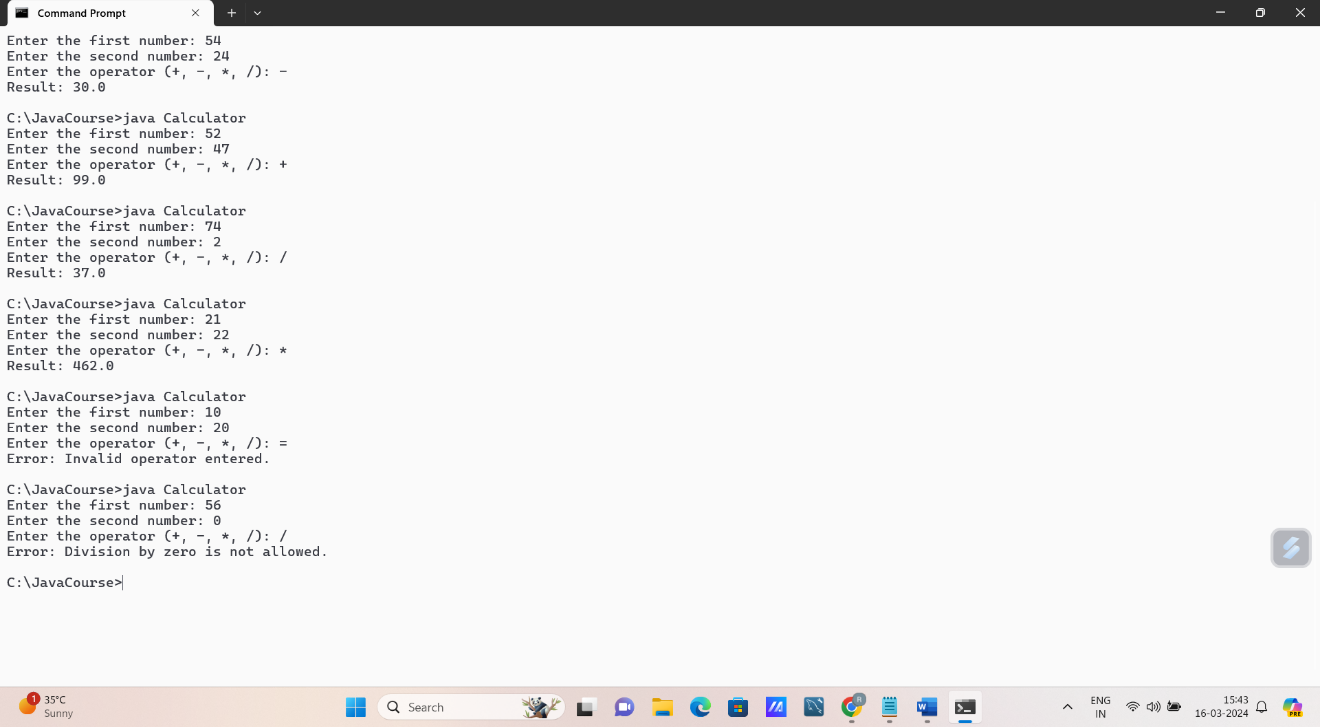 Command Prompt
Enter the first number: 54
Enter the second number: 24
Enter the operator (+, -, *, /): -
Result: 30.0
C:\JavaCourse>java Calculator
Enter the first number: 52
Enter the second number: 47
Enter the operator (+, -, *, /): +
Result: 99.0
C:\JavaCourse>java Calculator
Enter the first number: 74
Enter the second number: 2
Enter the operator (+, -, *, /): /
Result: 37.0
C:\JavaCourse>java Calculator
Enter the first number: 21
Enter the second number: 22
Enter the operator (+, -, *, /): *
Result: 462.0
C:\JavaCourse>java Calculator
Enter the first number: 10
Enter the second number: 20
Enter the operator (+, -, *, /): =
Error: Invalid operator entered.
C:\JavaCourse>java Calculator
Enter the first number: 56
Enter the second number: 0
Enter the operator (+, -, *, /): /
Error: Division by zero is not allowed.
C:\JavaCourse>
1
35°C
Sunny
Search
R
W
ENG
IN
15:43
16-03-2024
PRE